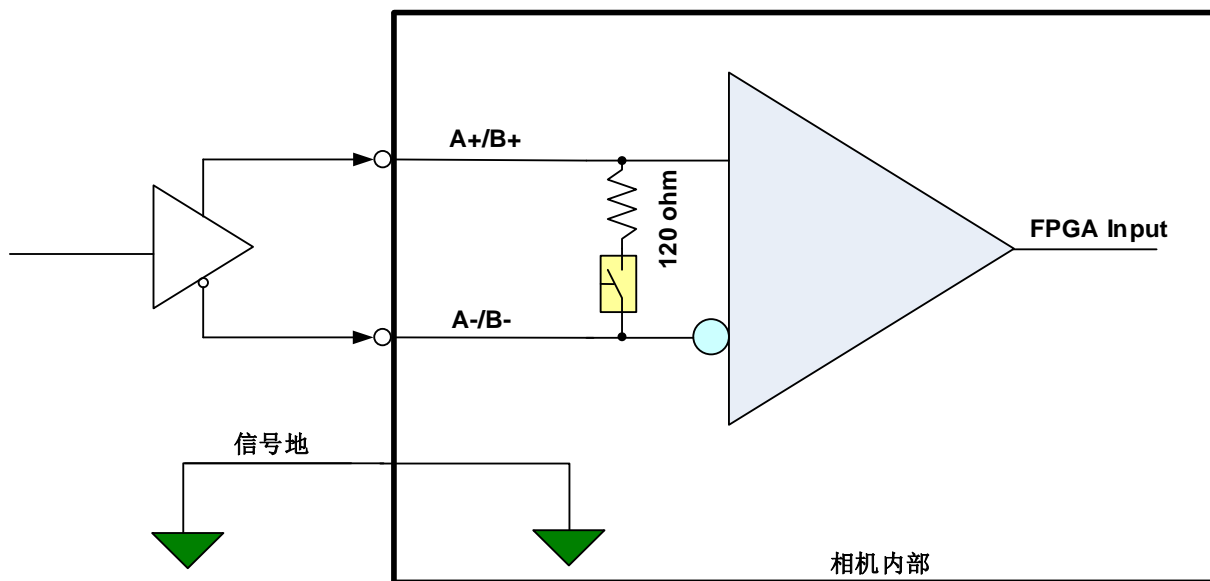 A+/B+
120 ohm
FPGA Input
A-/B-
信号地
相机内部